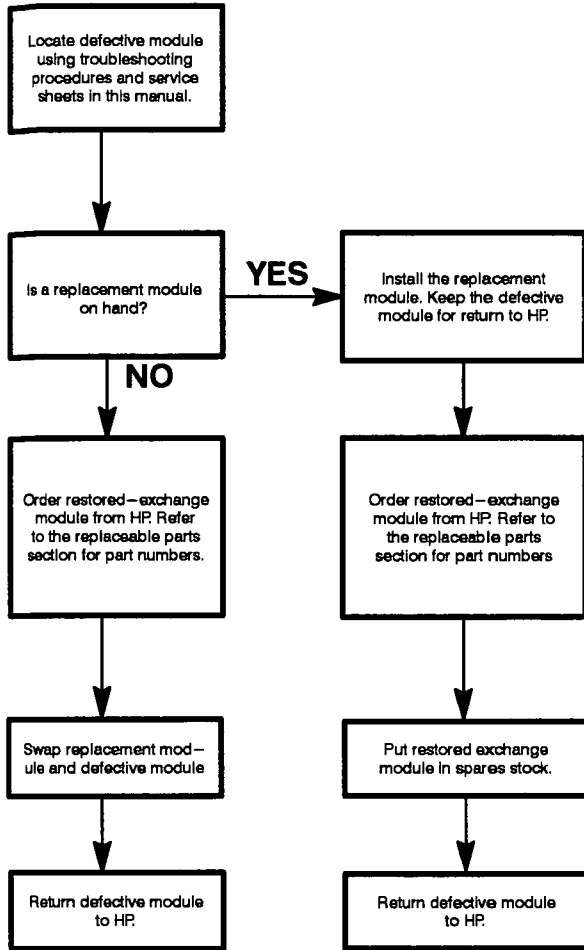 Locate defective module
using troubleshooting
procedures and service
sheets in this manual.
Is a replacement module
on hand?
YES
Install the replacement
module. Keep the defective
module for return to HP.
NO
Order restored–exchange
module from HP. Refer
to the replaceable parts
section for part numbers.
Order restored–exchange
module from HP. Refer to
the replaceable parts
section for part numbers
Swap replacement mod–
ule and defective module
Put restored exchange
module in spares stock.
Return defective module
to HP.
Return defective module
to HP.